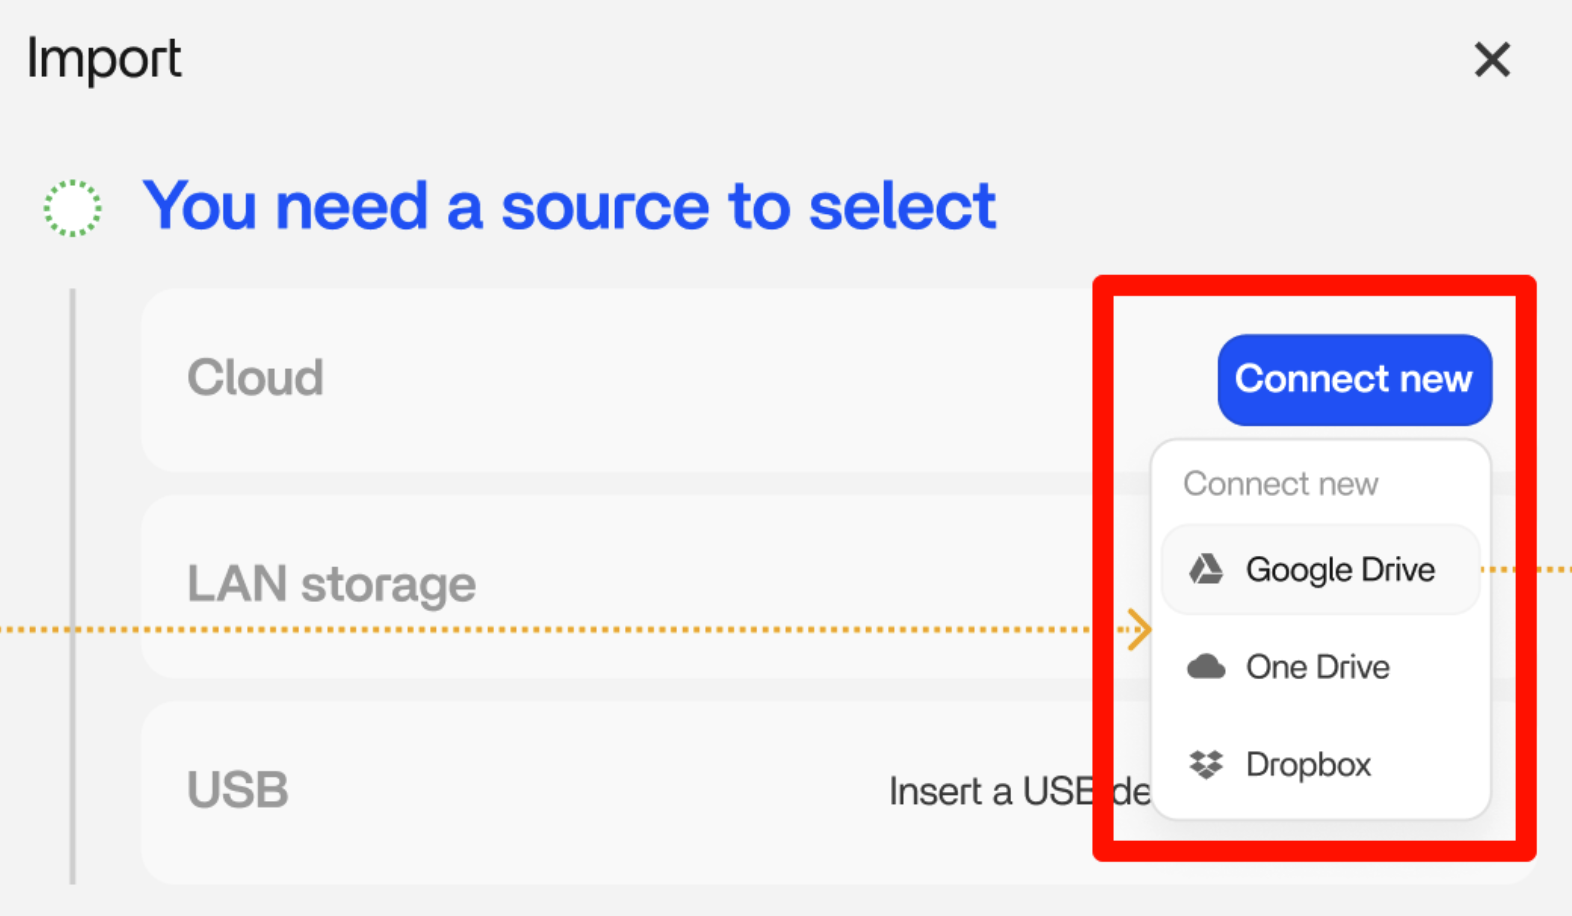 Import
You need a source to select
Cloud
Connect new
Connect new
Google Drive
LAN storage
One Drive
Dropbox
USB
Insert a USB de